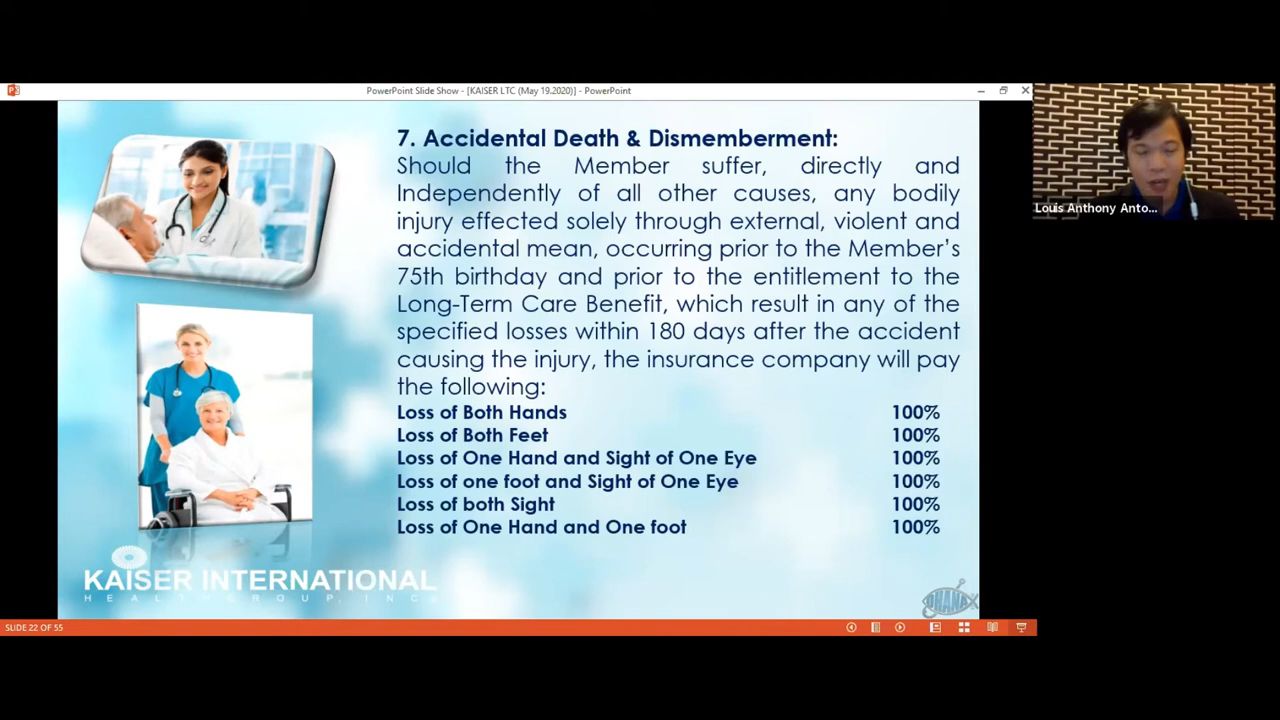 PowerPoint Slide Show - [KAISER LTC (May 19.2020)] - PowerPoint
7. Accidental Death & Dismemberment:
Should the Member suffer, directly and
Independently of all other causes, any bodily
injury effected solely through external, violent and
accidental mean, occurring prior to the Member's
75th birthday and prior to the entitlement to the
Long-Term Care Benefit, which result in any of the
specified losses within 180 days after the accident
causing the injury, the insurance company will pay
the following:
Loss of Both Hands 100%
Loss of Both Feet 100%
Loss of One Hand and Sight of One Eye 100%
Loss of one foot and Sight of One Eye 100%
Loss of both Sight 100%
Loss of One Hand and One foot 100%
KAISER INTERNATIONAL
HEALTHGROUP, INC.
OHANAX
SLIDE 22 OF 55
Louis Anthony Anto...